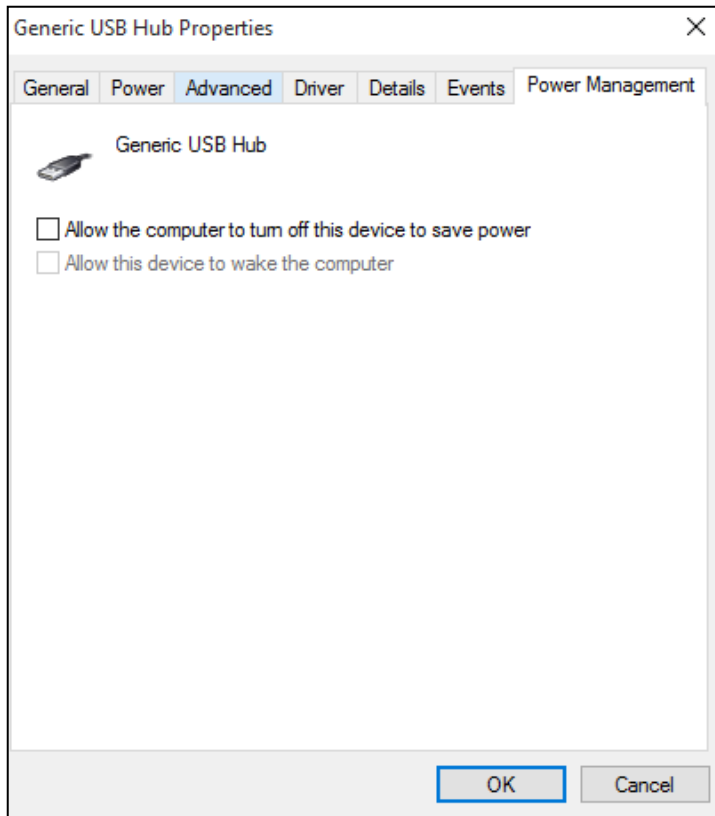 Generic USB Hub Properties
General Power Advanced Driver Details Events Power Management
Generic USB Hub
Allow the computer to turn off this device to save power
Allow this device to wake the computer
OK Cancel